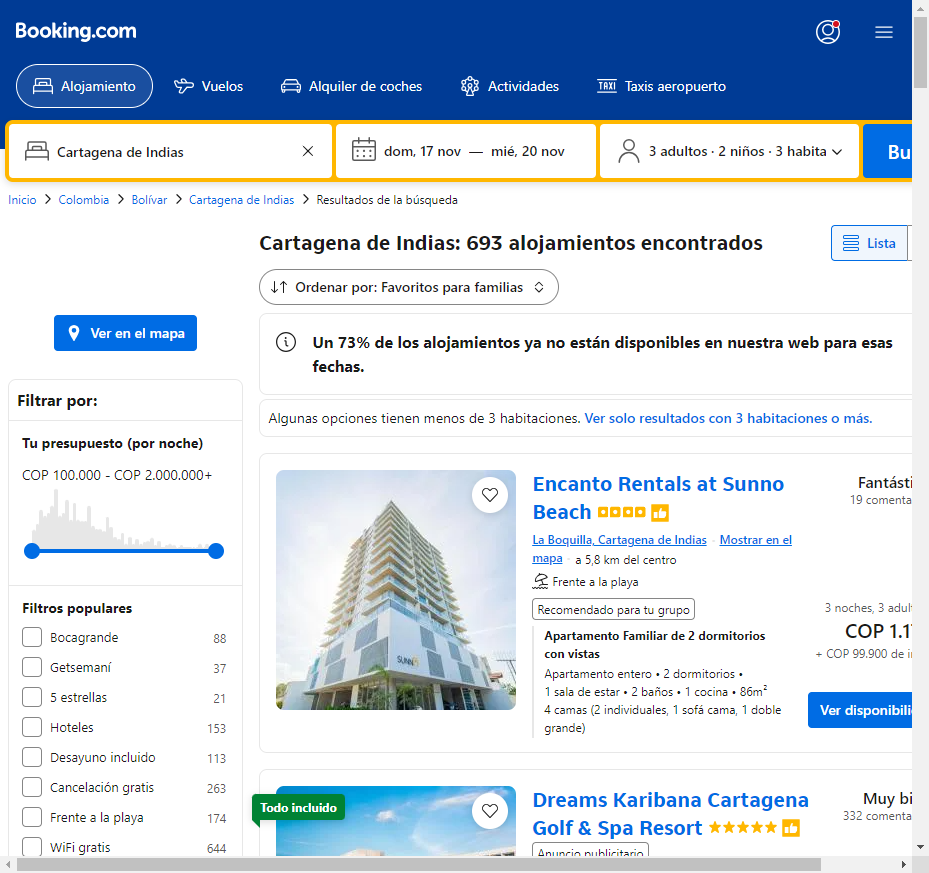 Booking.com
Alojamiento
Vuelos
Alquiler de coches
Actividades
TAXI Taxis aeropuerto
Cartagena de Indias
dom, 17 nov — mié, 20 nov
3 adultos · 2 niños · 3 habita
Bu
Inicio > Colombia > Bolívar > Cartagena de Indias > Resultados de la búsqueda
Cartagena de Indias: 693 alojamientos encontrados
Lista
Ordenar por: Favoritos para familias
Ver en el mapa
Un 73% de los alojamientos ya no están disponibles en nuestra web para esas
fechas.
Algunas opciones tienen menos de 3 habitaciones. Ver solo resultados con 3 habitaciones o más.
Filtrar por:
Tu presupuesto (por noche)
COP 100.000 - COP 2.000.000+
Filtros populares
Bocagrande 88
Getsemaní 37
5 estrellas 21
Hoteles 153
Desayuno incluido 113
Cancelación gratis 263
Frente a la playa 174
WiFi gratis 644
SUNN
Encanto Rentals at Sunno
Beach
La Boquilla, Cartagena de Indias · Mostrar en el
mapa · a 5,8 km del centro
Frente a la playa
Recomendado para tu grupo
Apartamento Familiar de 2 dormitorios
con vistas
Apartamento entero • 2 dormitorios •
1 sala de estar • 2 baños • 1 cocina • 86m²
4 camas (2 individuales, 1 sofá cama, 1 doble
grande)
Fantásti
19 comenta
3 noches, 3 adult
COP 1.1
+ COP 99.900 de i
Ver disponibili
Todo incluido
Dreams Karibana Cartagena
Golf & Spa Resort
Anuncio publicitario
Muy bi
332 comenta